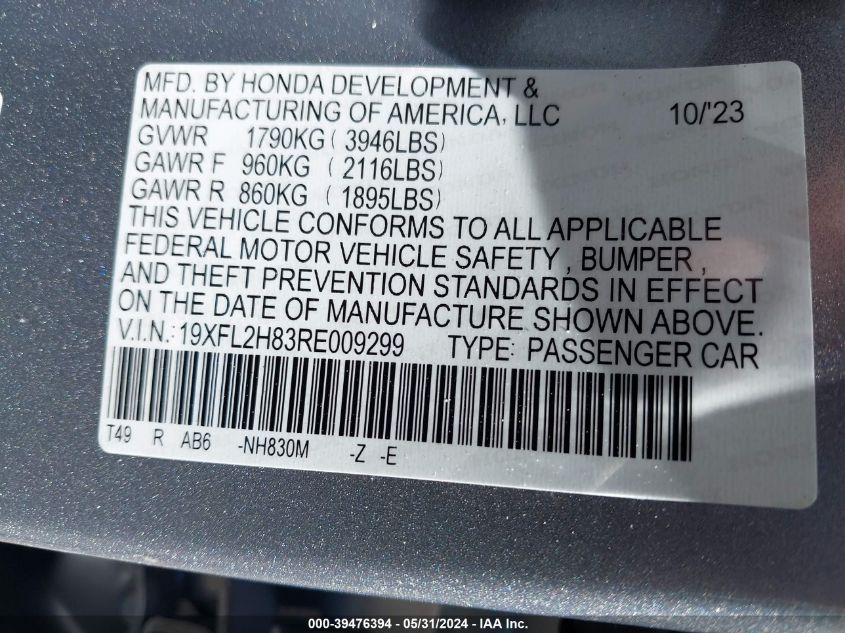 MFD. BY HONDA DEVELOPMENT &
MANUFACTURING OF AMERICA, LLC 10/'23
GVWR 1790KG ( 3946LBS)
GAWR F 960KG ( 2116LBS)
GAWR R 860KG ( 1895LBS)
THIS VEHICLE CONFORMS TO ALL APPLICABLE
FEDERAL MOTOR VEHICLE SAFETY , BUMPER ,
AND THEFT PREVENTION STANDARDS IN EFFECT
ON THE DATE OF MANUFACTURE SHOWN ABOVE.
V.I.N.: 19XFL2H83RE009299 TYPE: PASSENGER CAR
T49 R AB6 -NH830M -Z -E
000-39476394 - 05/31/2024 - IAA Inc.